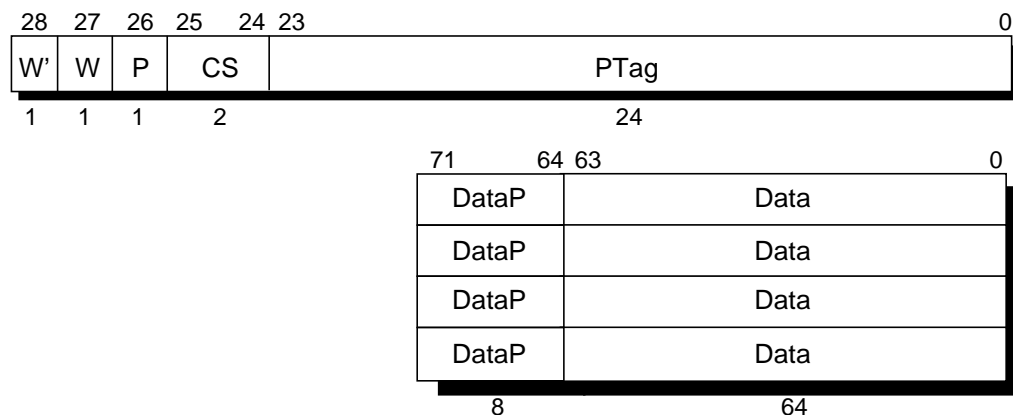 28 27 26 25 24 23 0
W’ W P CS PTag
1 1 1 2 24
71 64 63 0
DataP Data
DataP Data
DataP Data
DataP Data
8 64